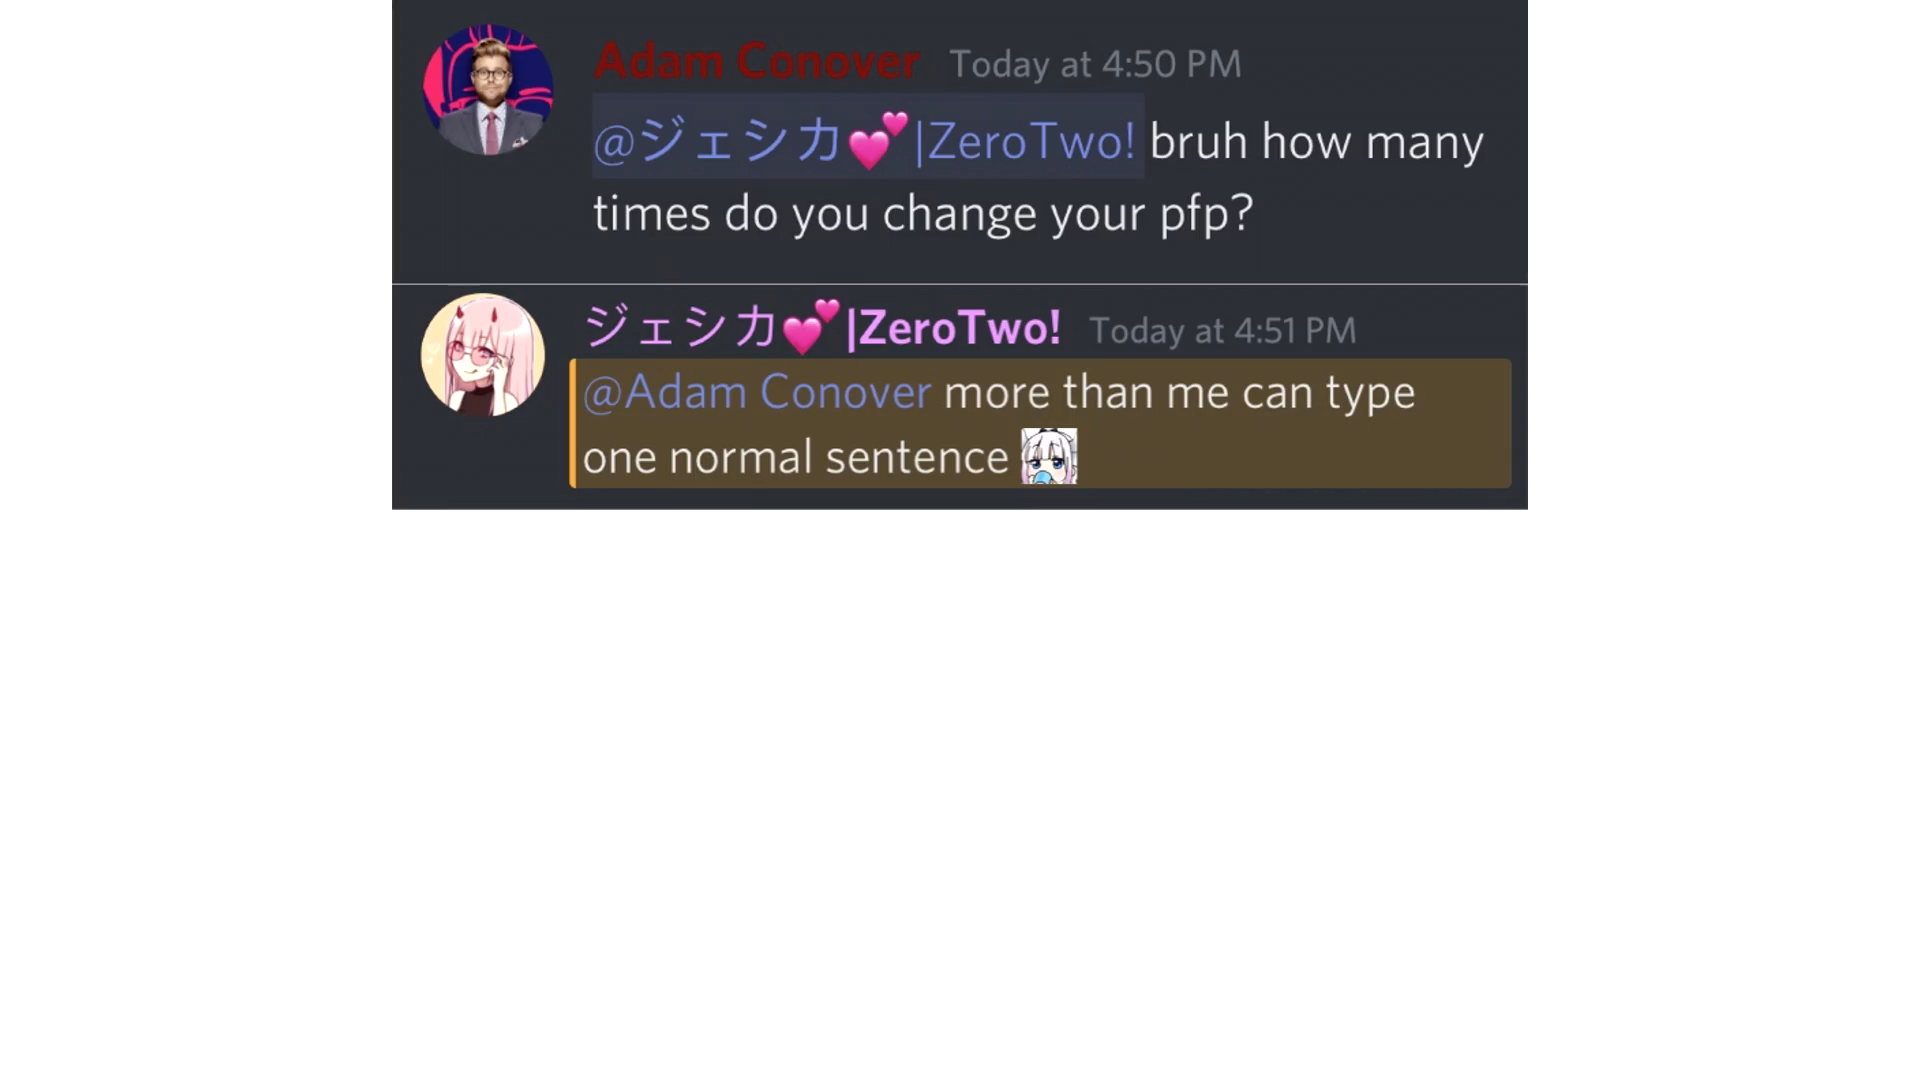 Adam Conover Today at 4:50 PM
@ジェシカ💕|ZeroTwo! bruh how many
times do you change your pfp?
ジェシカ💕|ZeroTwo! Today at 4:51 PM
@Adam Conover more than me can type
one normal sentence